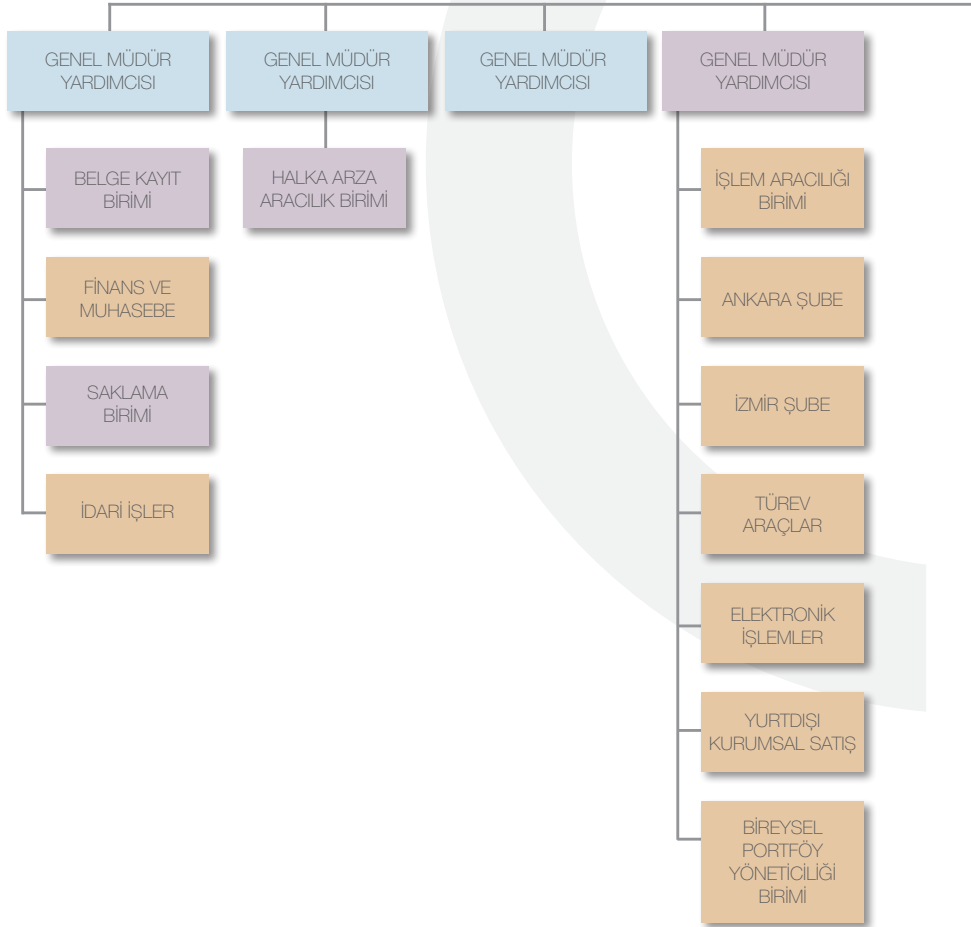 GENEL MÜDÜR
YARDIMCISI
GENEL MÜDÜR
YARDIMCISI
GENEL MÜDÜR
YARDIMCISI
GENEL MÜDÜR
YARDIMCISI
BELGE KAYIT
BİRİMİ
FİNANS VE
MUHASEBE
SAKLAMA
BİRİMİ
İDARİ İŞLER
HALKA ARZA
ARACILIK BİRİMİ
İŞLEM ARACILIĞI
BİRİMİ
ANKARA ŞUBE
İZMİR ŞUBE
TÜREV
ARAÇLAR
ELEKTRONİK
İŞLEMLER
YURTDIŞI
KURUMSAL SATIŞ
BİREYSEL
PORTFÖY
YÖNETİCİLİĞİ
BİRİMİ